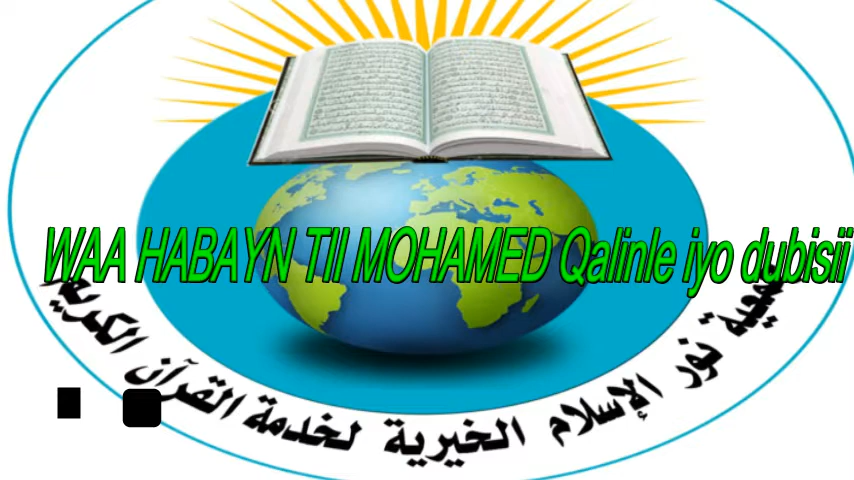 WAA HABAYN TII MOHAMED Qalinle iyo dubisii
جمعية نور الإسلام الخيرية لخدمة القرآن الكريم